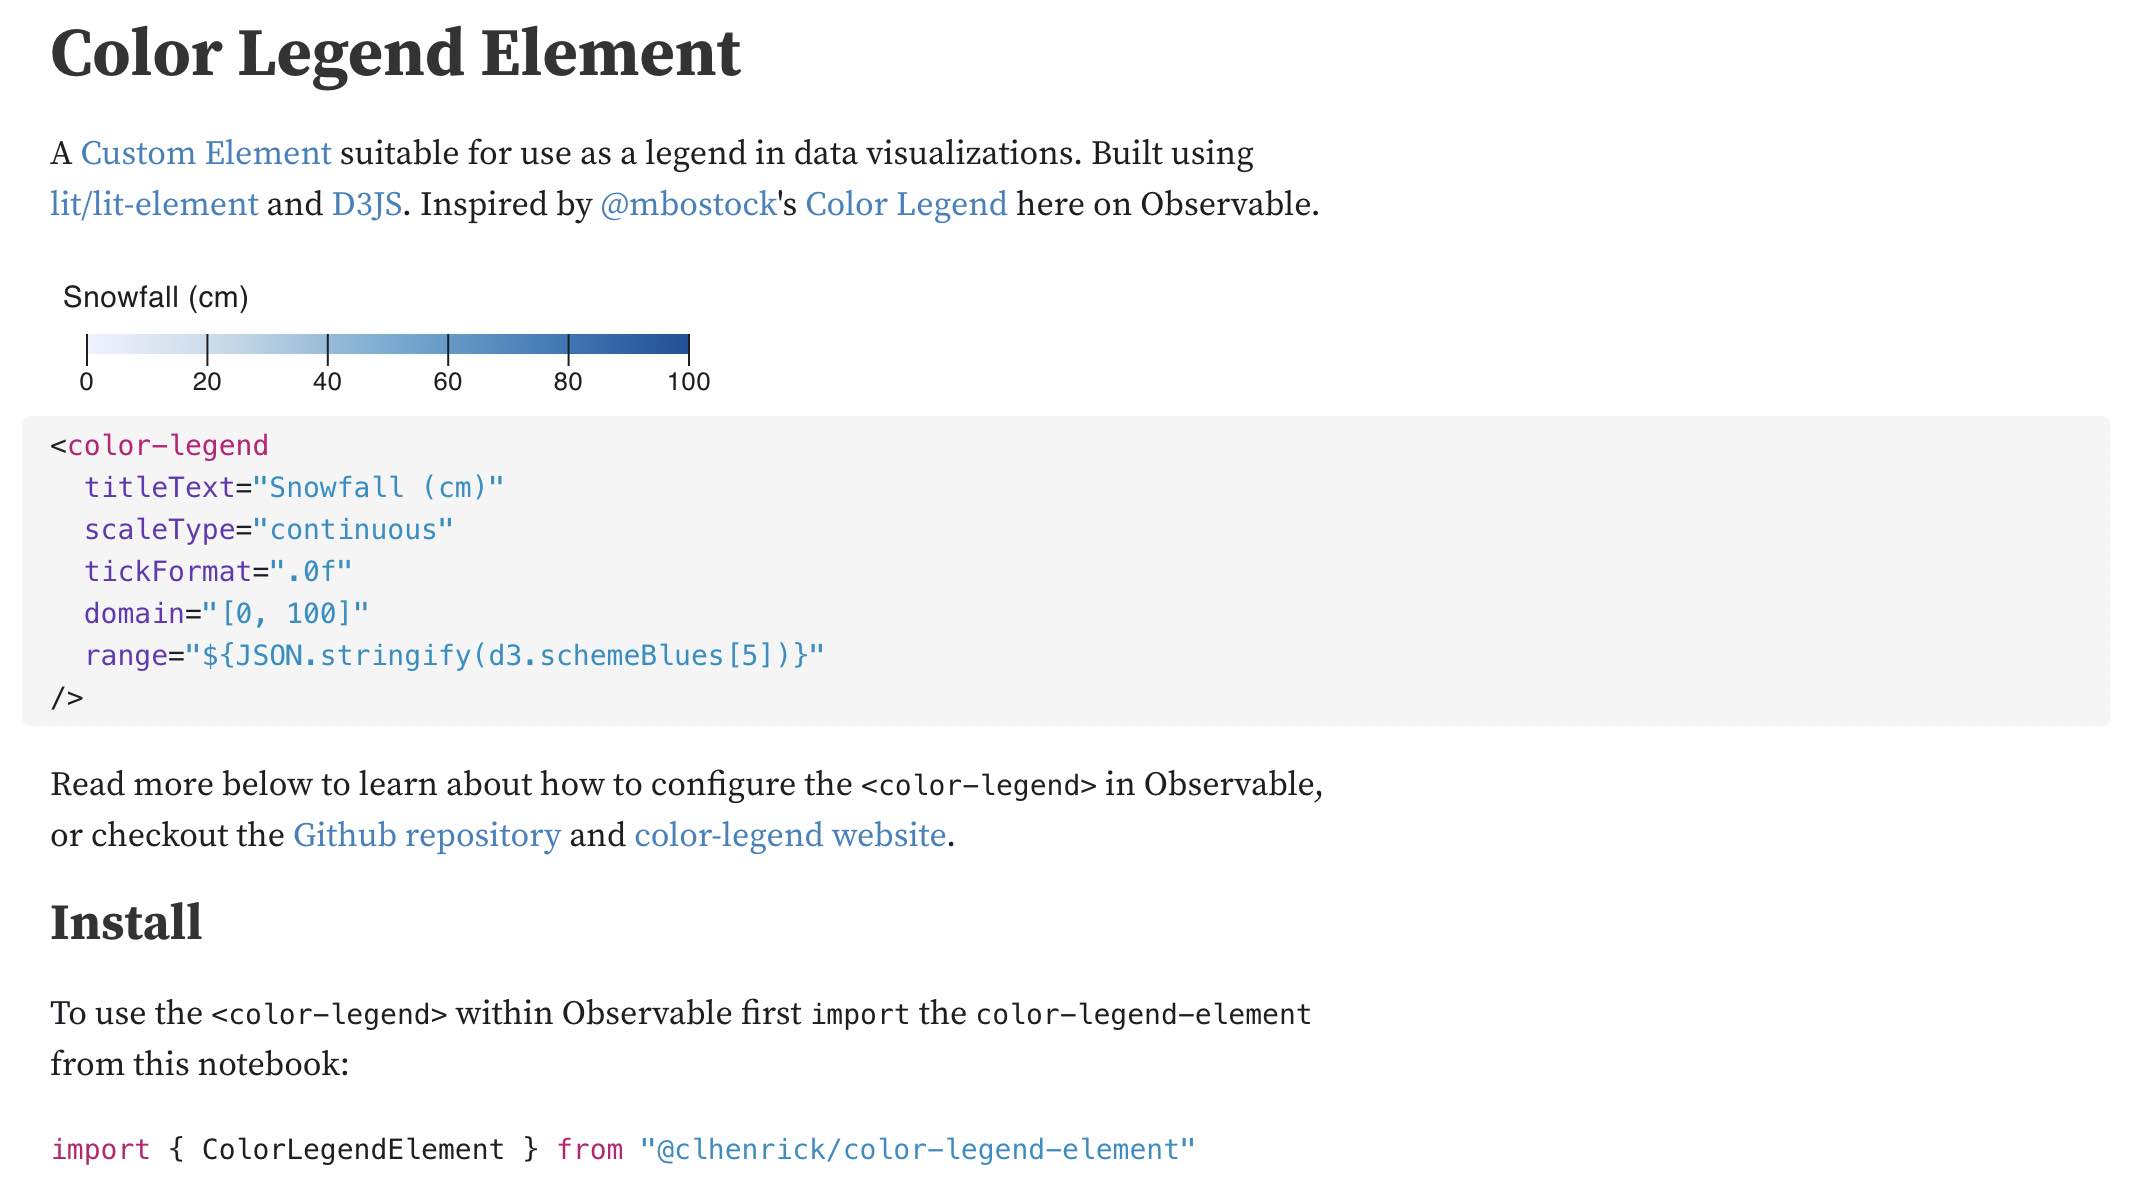 Color Legend Element
A Custom Element suitable for use as a legend in data visualizations. Built using
lit/lit-element and D3JS. Inspired by @mbostock's Color Legend here on Observable.
Snowfall (cm)
0 20 40 60 80 100
<color-legend
  titleText="Snowfall (cm)"
  scaleType="continuous"
  tickFormat=".0f"
  domain="[0, 100]"
  range="${JSON.stringify(d3.schemeBlues[5])}"
/>
Read more below to learn about how to configure the <color-legend> in Observable,
or checkout the Github repository and color-legend website.
Install
To use the <color-legend> within Observable first import the color-legend-element
from this notebook:
import { ColorLegendElement } from "@clhenrick/color-legend-element"